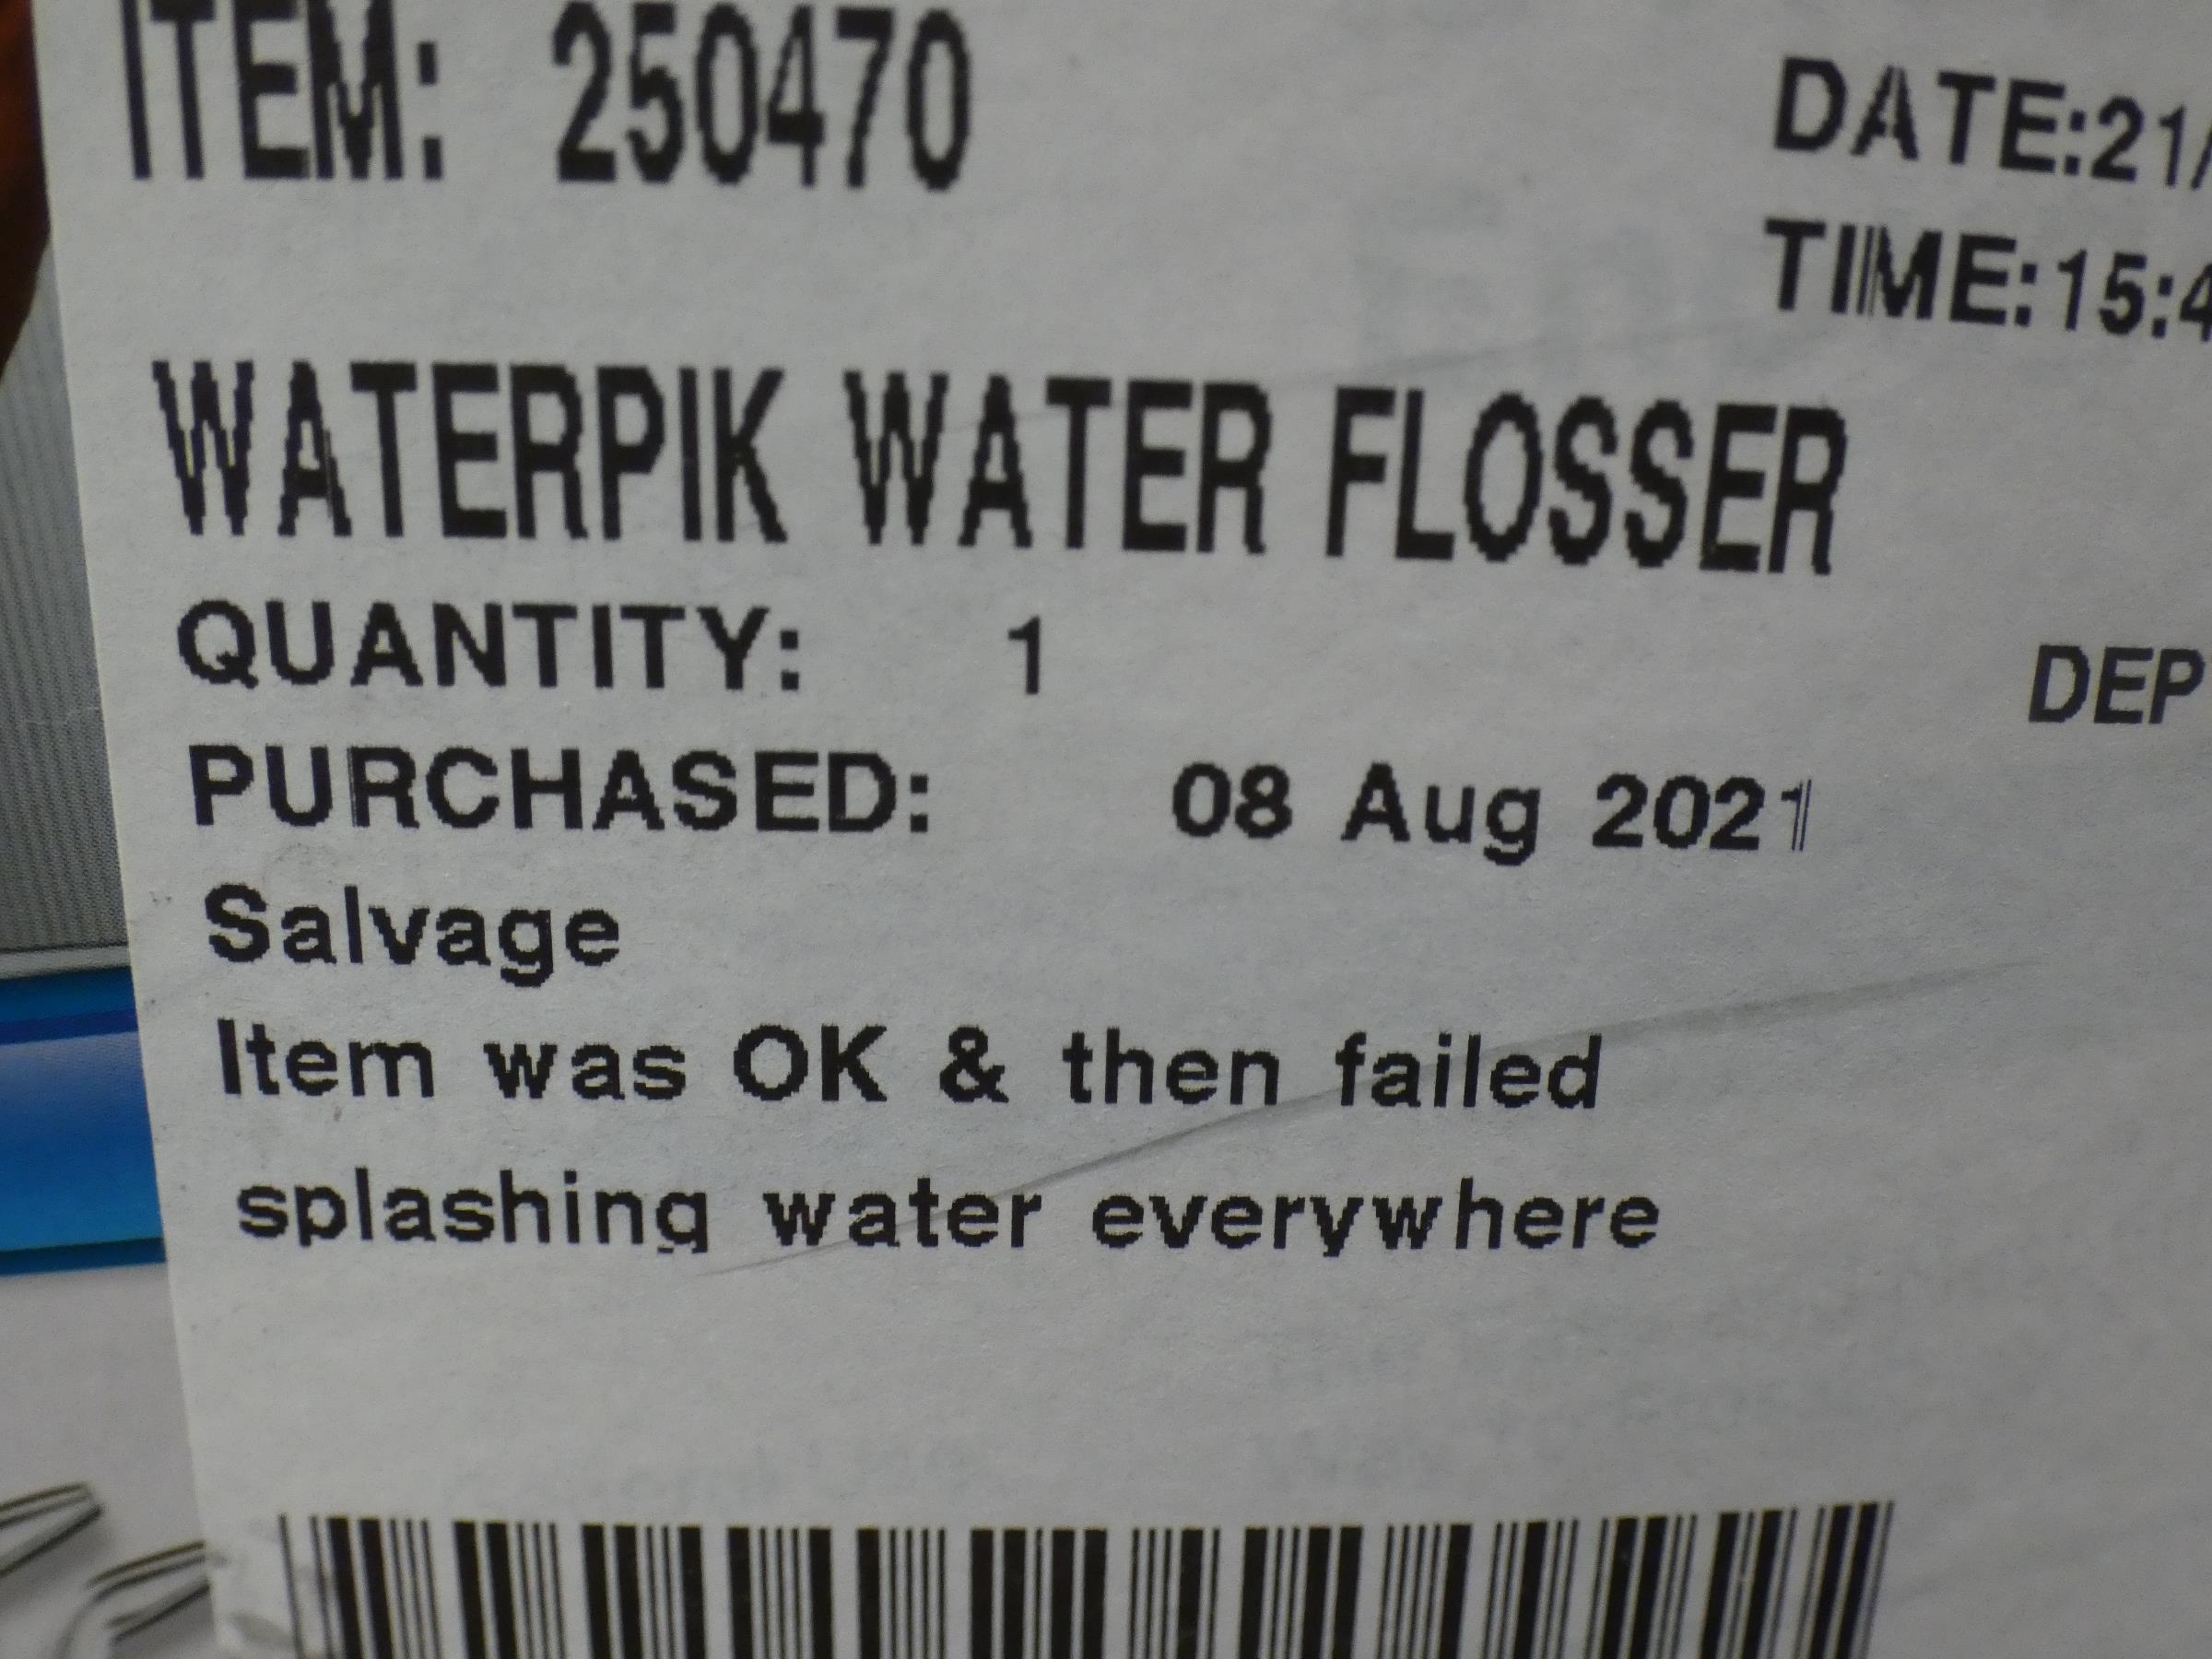 ITEM: 250470
DATE:21/
TIME:15:4
WATERPIK WATER FLOSSER
QUANTITY: 1
DEP
PURCHASED: 08 Aug 2021
Salvage
Item was OK & then failed
splashing water everywhere